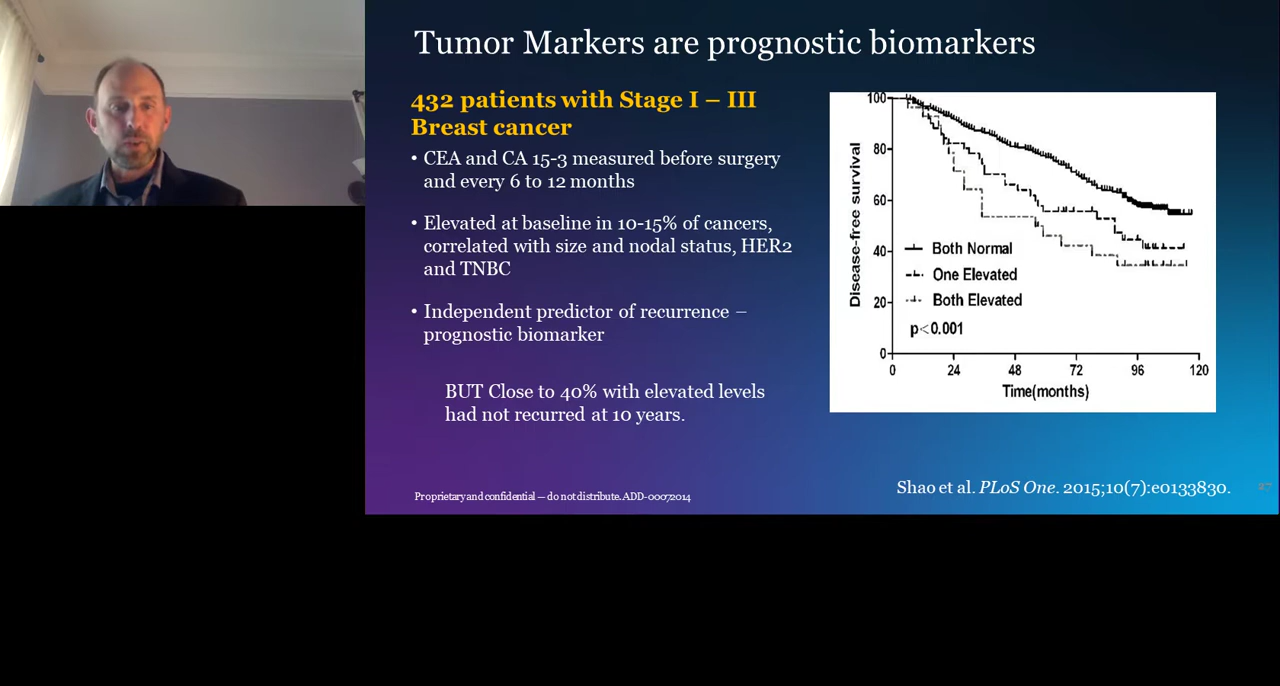 Tumor Markers are prognostic biomarkers
432 patients with Stage I – III
Breast cancer
• CEA and CA 15-3 measured before surgery
and every 6 to 12 months
• Elevated at baseline in 10-15% of cancers,
correlated with size and nodal status, HER2
and TNBC
• Independent predictor of recurrence –
prognostic biomarker
BUT Close to 40% with elevated levels
had not recurred at 10 years.
Disease-free survival
100
80
60
40
20
0
Both Normal
One Elevated
Both Elevated
p<0.001
0 24 48 72 96 120
Time(months)
Proprietary and confidential — do not distribute. ADD-00072014
Shao et al. PLoS One. 2015;10(7):e0133830.